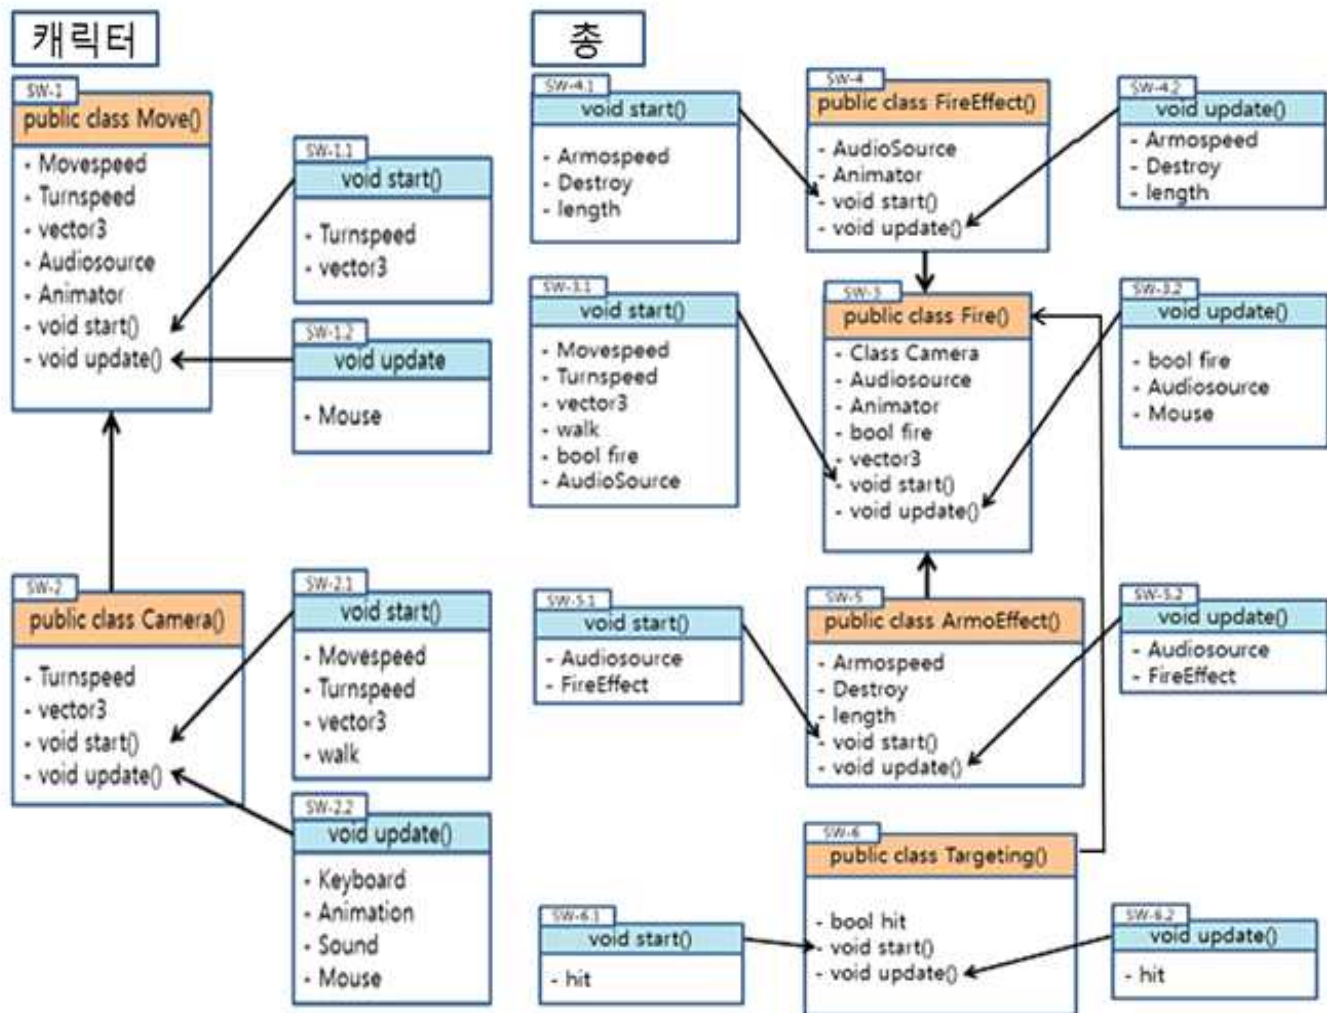 캐릭터
SW-1
public class Move()
- Movespeed
- Turnspeed
- vector3
- Audiosource
- Animator
- void start()
- void update()
SW-1.1
void start()
- Turnspeed
- vector3
SW-1.2
void update
- Mouse
SW-2
public class Camera()
- Turnspeed
- vector3
- void start()
- void update()
SW-2.1
void start()
- Movespeed
- Turnspeed
- vector3
- walk
SW-2.2
void update()
- Keyboard
- Animation
- Sound
- Mouse
총
SW-4.1
void start()
- Armospeed
- Destroy
- length
SW-4
public class FireEffect()
- AudioSource
- Animator
- void start()
- void update()
SW-4.2
void update()
- Armospeed
- Destroy
- length
SW-3.1
void start()
- Movespeed
- Turnspeed
- vector3
- walk
- bool fire
- AudioSource
SW-3
public class Fire()
- Class Camera
- Audiosource
- Animator
- bool fire
- vector3
- void start()
- void update()
SW-3.2
void update()
- bool fire
- Audiosource
- Mouse
SW-5.1
void start()
- Audiosource
- FireEffect
SW-5
public class ArmoEffect()
- Armospeed
- Destroy
- length
- void start()
- void update()
SW-5.2
void update()
- Audiosource
- FireEffect
SW-6.1
void start()
- hit
SW-6
public class Targeting()
- bool hit
- void start()
- void update()
SW-6.2
void update()
- hit